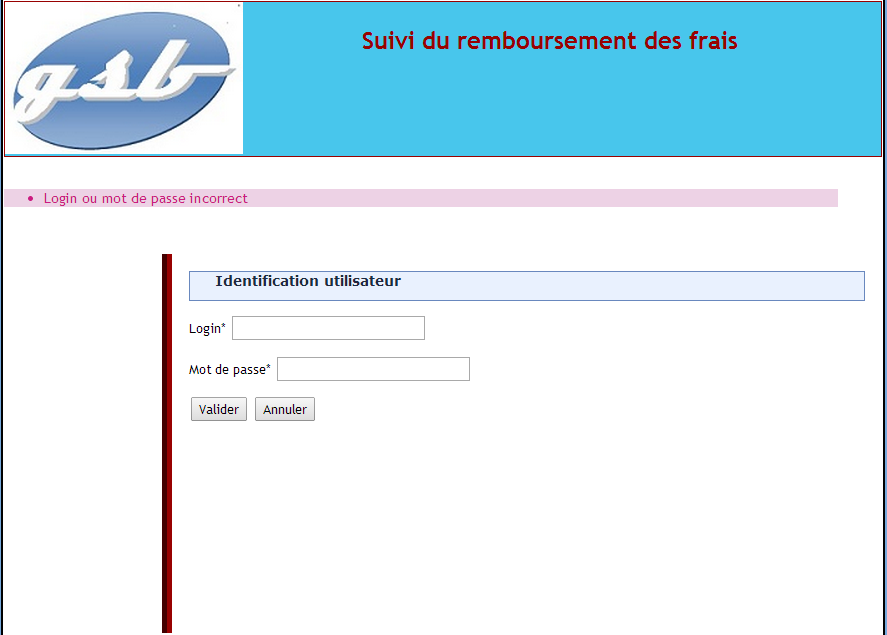 gsb
Suivi du remboursement des frais
Login ou mot de passe incorrect
Identification utilisateur
Login*
Mot de passe*
Valider Annuler